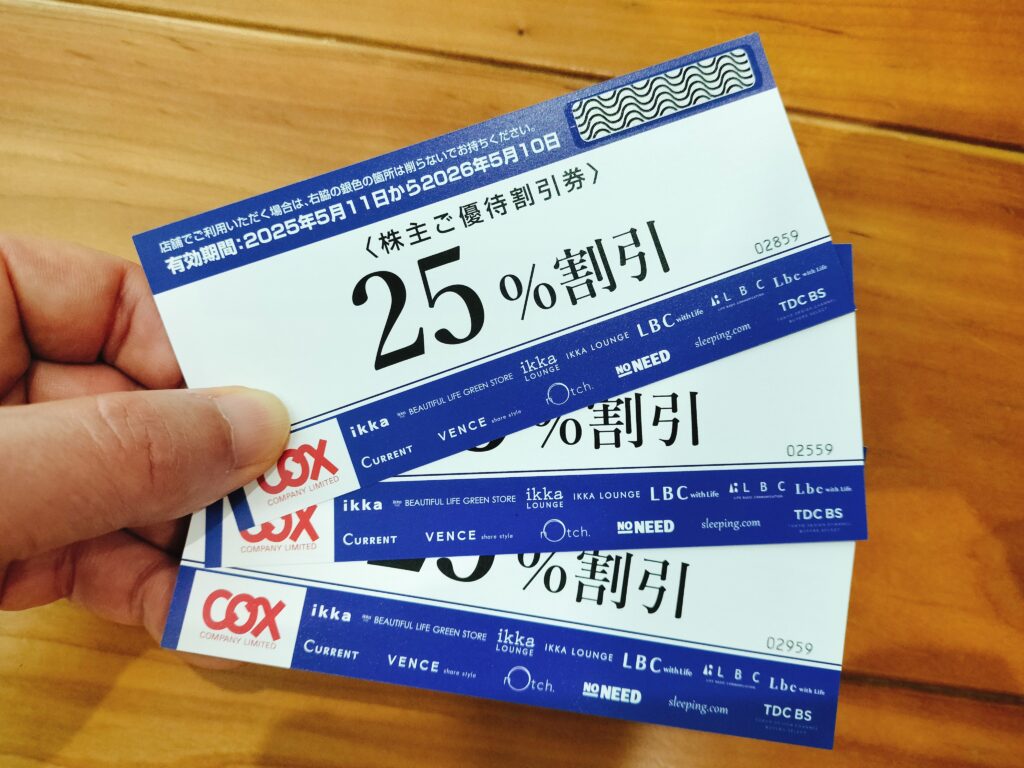 店舗でご利用いただく場合は、右脇の銀色の箇所は削らないでお持ちください。
有効期間:2025年5月11日から2026年5月10日
〈株主ご優待割引券〉
25%割引
02859
COX
COMPANY LIMITED
ikka BEAUTIFUL LIFE GREEN STORE ikka LOUNGE IKKA LOUNGE LBC with Life LBC Lbc with Life
CURRENT VENCE share style nOtch. NO NEED sleeping.com TDC BS
%割引
02559
COX
COMPANY LIMITED
ikka BEAUTIFUL LIFE GREEN STORE ikka LOUNGE IKKA LOUNGE LBC with Life LBC Lbc with Life
CURRENT VENCE share style nOtch. NO NEED sleeping.com TDC BS
25%割引
02959
COX
COMPANY LIMITED
ikka BEAUTIFUL LIFE GREEN STORE ikka LOUNGE IKKA LOUNGE LBC with Life LBC Lbc with Life
CURRENT VENCE share style nOtch. NO NEED sleeping.com TDC BS